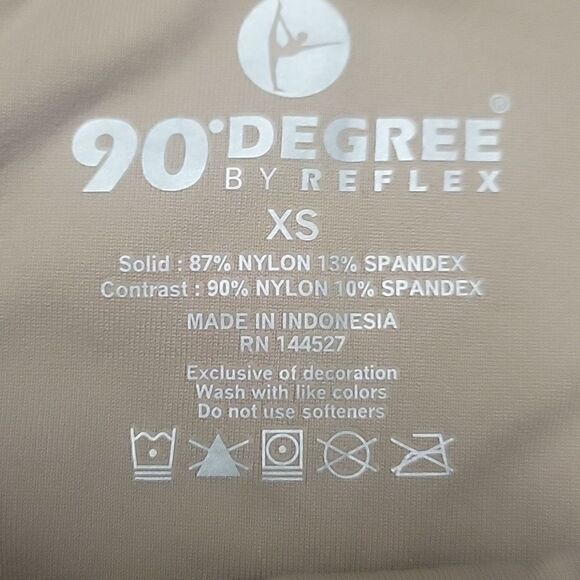 90°DEGREE®
BY REFLEX
XS
Solid : 87% NYLON 13% SPANDEX
Contrast : 90% NYLON 10% SPANDEX
MADE IN INDONESIA
RN 144527
Exclusive of decoration
Wash with like colors
Do not use softeners